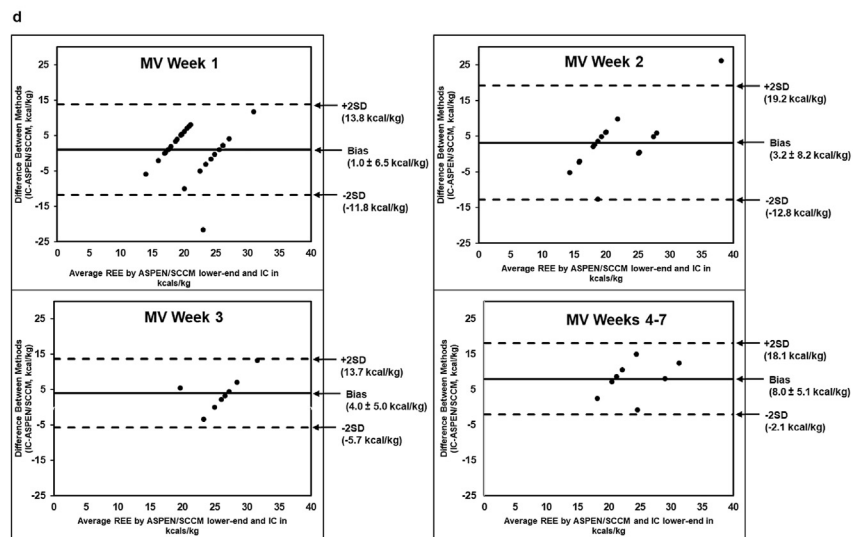 d
MV Week 1
Difference Between Methods
(IC-ASPEN/SCCM, kcal/kg)
25
15
5
-5
-15
-25
0 5 10 15 20 25 30 35 40
Average REE by ASPEN/SCCM lower-end and IC in
kcals/kg
+2SD
(13.8 kcal/kg)
Bias
(1.0 ± 6.5 kcal/kg)
-2SD
(-11.8 kcal/kg)
MV Week 2
Difference Between Methods
(IC-ASPEN/SCCM, kcal/kg)
25
15
5
-5
-15
-25
0 5 10 15 20 25 30 35 40
Average REE by ASPEN/SCCM lower-end and IC in
kcals/kg
+2SD
(19.2 kcal/kg)
Bias
(3.2 ± 8.2 kcal/kg)
-2SD
(-12.8 kcal/kg)
MV Week 3
Difference Between Methods
(IC-ASPEN/SCCM, kcal/kg)
25
15
5
-5
-15
-25
0 5 10 15 20 25 30 35 40
Average REE by ASPEN/SCCM lower-end and IC in
kcals/kg
+2SD
(13.7 kcal/kg)
Bias
(4.0 ± 5.0 kcal/kg)
-2SD
(-5.7 kcal/kg)
MV Weeks 4-7
Difference Between Methods
(IC-ASPEN/SCCM, kcal/kg)
25
15
5
-5
-15
-25
0 5 10 15 20 25 30 35 40
Average REE by ASPEN/SCCM and IC lower-end in
kcals/kg
+2SD
(18.1 kcal/kg)
Bias
(8.0 ± 5.1 kcal/kg)
-2SD
(-2.1 kcal/kg)